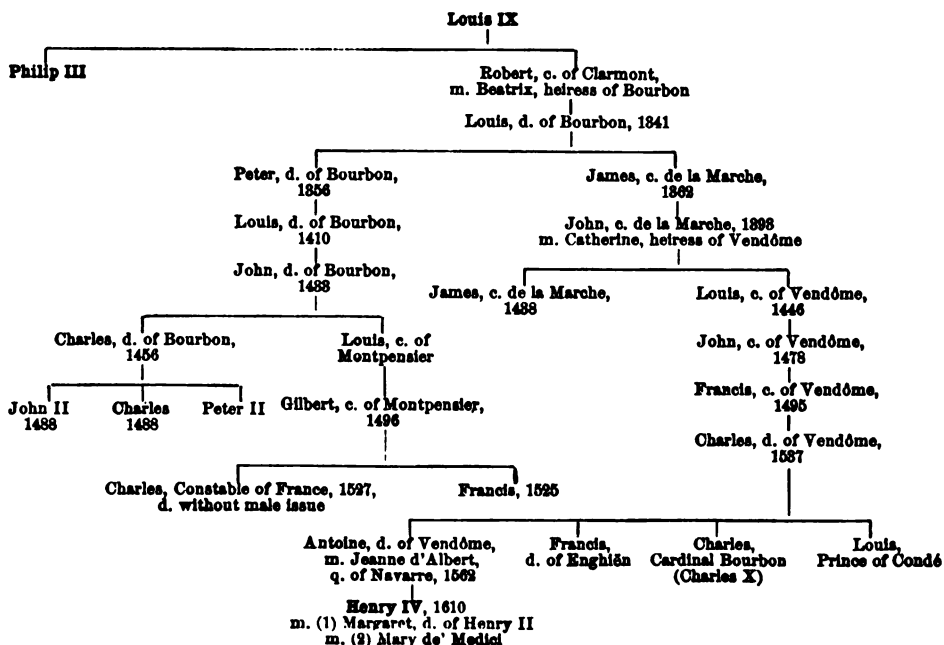 Louis IX
Philip III
Robert, c. of Clarmont,
m. Beatrix, heiress of Bourbon
Louis, d. of Bourbon, 1341
Peter, d. of Bourbon,
1356
James, c. de la Marche,
1362
Louis, d. of Bourbon,
1410
John, c. de la Marche, 1393
m. Catherine, heiress of Vendôme
John, d. of Bourbon,
1433
James, c. de la Marche,
1438
Louis, c. of Vendôme,
1446
Charles, d. of Bourbon,
1456
Louis, c. of
Montpensier
John, c. of Vendôme,
1478
John II
1488
Charles
1488
Peter II
Gilbert, c. of Montpensier,
1496
Francis, c. of Vendôme,
1495
Charles, d. of Vendôme,
1537
Charles, Constable of France, 1527,
d. without male issue
Francis, 1525
Antoine, d. of Vendôme,
m. Jeanne d'Albert,
q. of Navarre, 1562
Francis,
d. of Enghiën
Charles,
Cardinal Bourbon
(Charles X)
Louis,
Prince of Condé
Henry IV, 1610
m. (1) Margaret, d. of Henry II
m. (2) Mary de' Medici